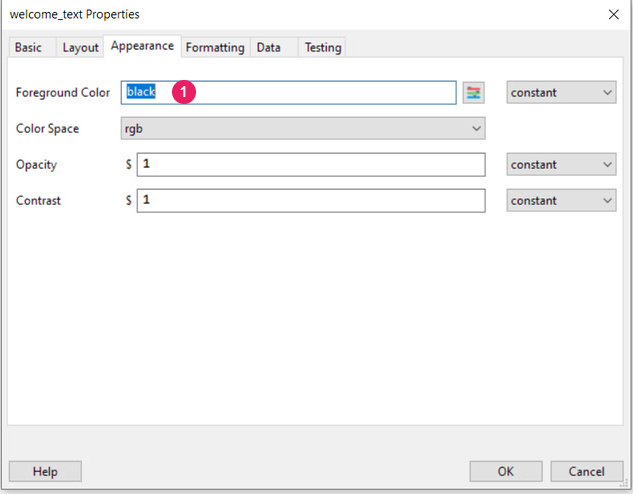 welcome_text Properties
Basic Layout Appearance Formatting Data Testing
Foreground Color black 1 constant
Color Space rgb
Opacity $ 1 constant
Contrast $ 1 constant
Help OK Cancel